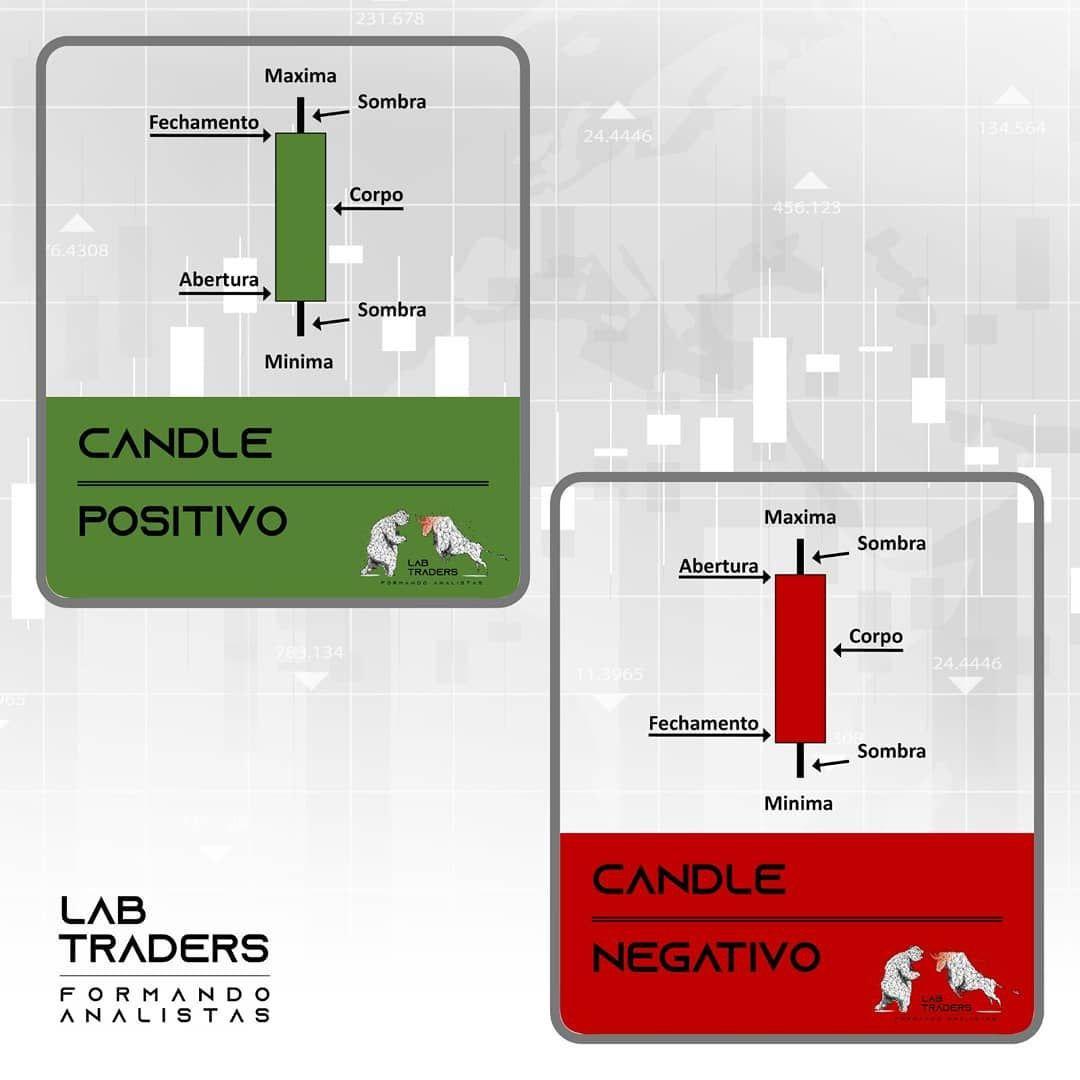 231.678
24.4446
134.564
456.123
6.4308
Maxima
Sombra
Fechamento
Corpo
Abertura
Sombra
Minima
CANDLE
POSITIVO
LAB
TRADERS
FORMANDO ANALISTAS
Maxima
Sombra
Abertura
Corpo
Fechamento
Sombra
Minima
CANDLE
NEGATIVO
LAB
TRADERS
FORMANDO ANALISTAS
783.134
11.3965
24.4446
LAB
TRADERS
FORMANDO
ANALISTAS